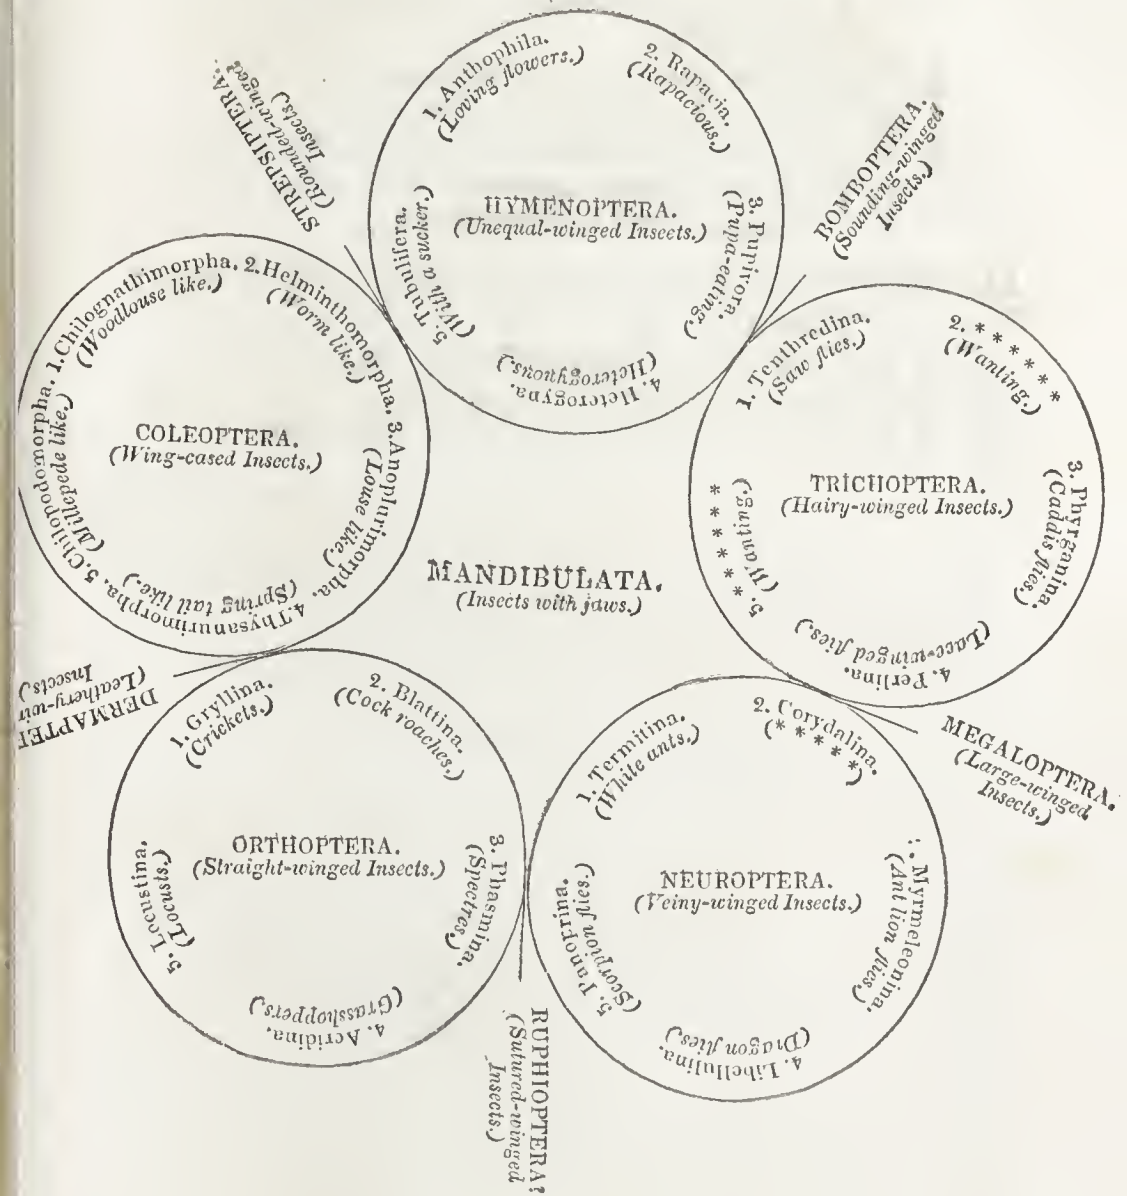 1. Anthophila.
(Loving flowers.)
2. Rapacia.
(Rapacious.)
3. Pupivora.
(Pupa-eating.)
4. Heterogyna.
(Heterogynous.)
5. Tubulifera.
(With a sucker.)
HYMENOPTERA.
(Unequal-winged Insects.)
STREPSIPTERA.
(Rounded-winged
Insects.)
BOMBOPTERA.
(Sounding-winged
Insects.)
1. Chilognathimorpha.
(Woodlouse like.)
2. Helminthomorpha.
(Worm like.)
3. Anoplurimorpha.
(Louse like.)
4. Thysanurimorpha.
(Spring tail like.)
5. Chilopodomorpha.
(Millepede like.)
COLEOPTERA.
(Wing-cased Insects.)
1. Tenthredina.
(Saw flies.)
2. * * * * * *
(Wanting.)
3. Phryganina.
(Caddis flies.)
4. Perlina.
(Lace-winged flies.)
5. * * * * * *
(Wanting.)
TRICHOPTERA.
(Hairy-winged Insects.)
MANDIBULATA.
(Insects with jaws.)
DERMAPTER
(Leathery-wi
Insects.)
MEGALOPTERA.
(Large-winged
Insects.)
1. Gryllina.
(Crickets.)
2. Blattina.
(Cock roaches.)
3. Phasmina.
(Spectres.)
4. Acridina.
(Grasshoppers.)
5. Locustina.
(Locusts.)
ORTHOPTERA.
(Straight-winged Insects.)
1. Termitina.
(White ants.)
2. Corydalina.
(* * * * *)
Myrmeleonina.
(Ant lion flies.)
4. Libellulina.
(Dragon flies.)
5. Panorpina.
(Scorpion flies.)
NEUROPTERA.
(Veiny-winged Insects.)
RUPHIOPTERA?
(Sutured-winged
Insects.)